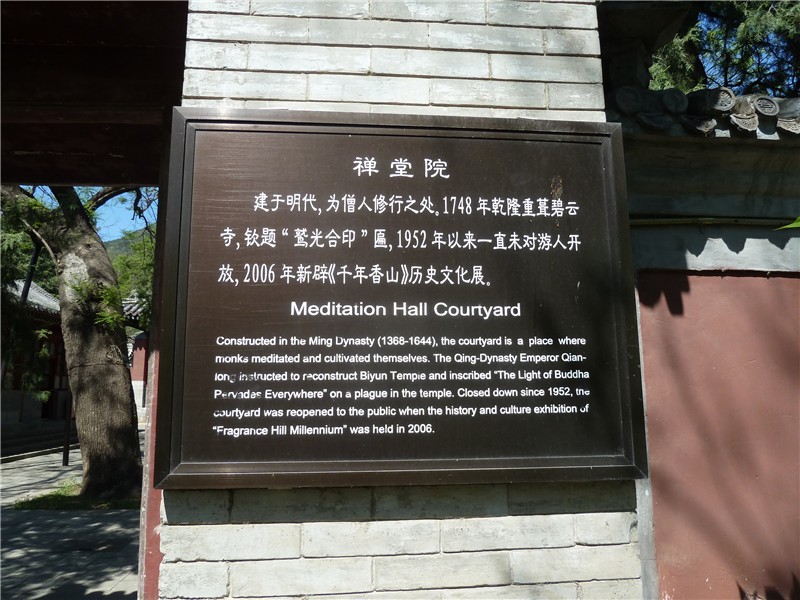 禅堂院
建于明代,为僧人修行之处。1748年乾隆重葺碧云
寺,钦题“鹫光合印”匾,1952年以来一直未对游人开
放,2006年新辟《千年香山》历史文化展。
Meditation Hall Courtyard
Constructed in the Ming Dynasty (1368-1644), the courtyard is a place where
monks meditated and cultivated themselves. The Qing-Dynasty Emperor Qian-
long instructed to reconstruct Biyun Temple and inscribed "The Light of Buddha
Pervades Everywhere" on a plague in the temple. Closed down since 1952, the
courtyard was reopened to the public when the history and culture exhibition of
"Fragrance Hill Millennium" was held in 2006.